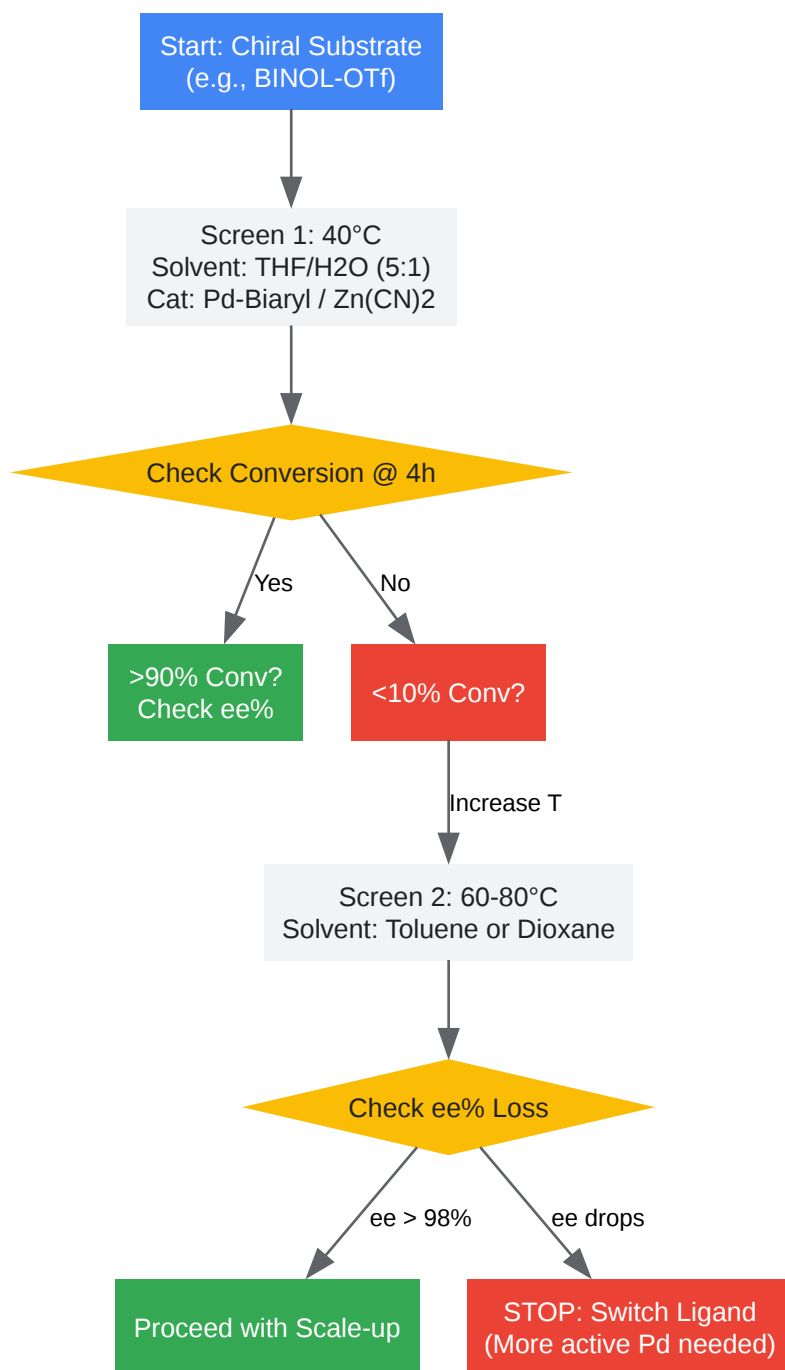 Start: Chiral Substrate
(e.g., BINOL-OTf)
Screen 1: 40°C
Solvent: THF/H2O (5:1)
Cat: Pd-Biaryl / Zn(CN)2
Check Conversion @ 4h
Yes
No
>90% Conv?
Check ee%
<10% Conv?
Increase T
Screen 2: 60-80°C
Solvent: Toluene or Dioxane
Check ee% Loss
ee > 98%
ee drops
Proceed with Scale-up
STOP: Switch Ligand
(More active Pd needed)